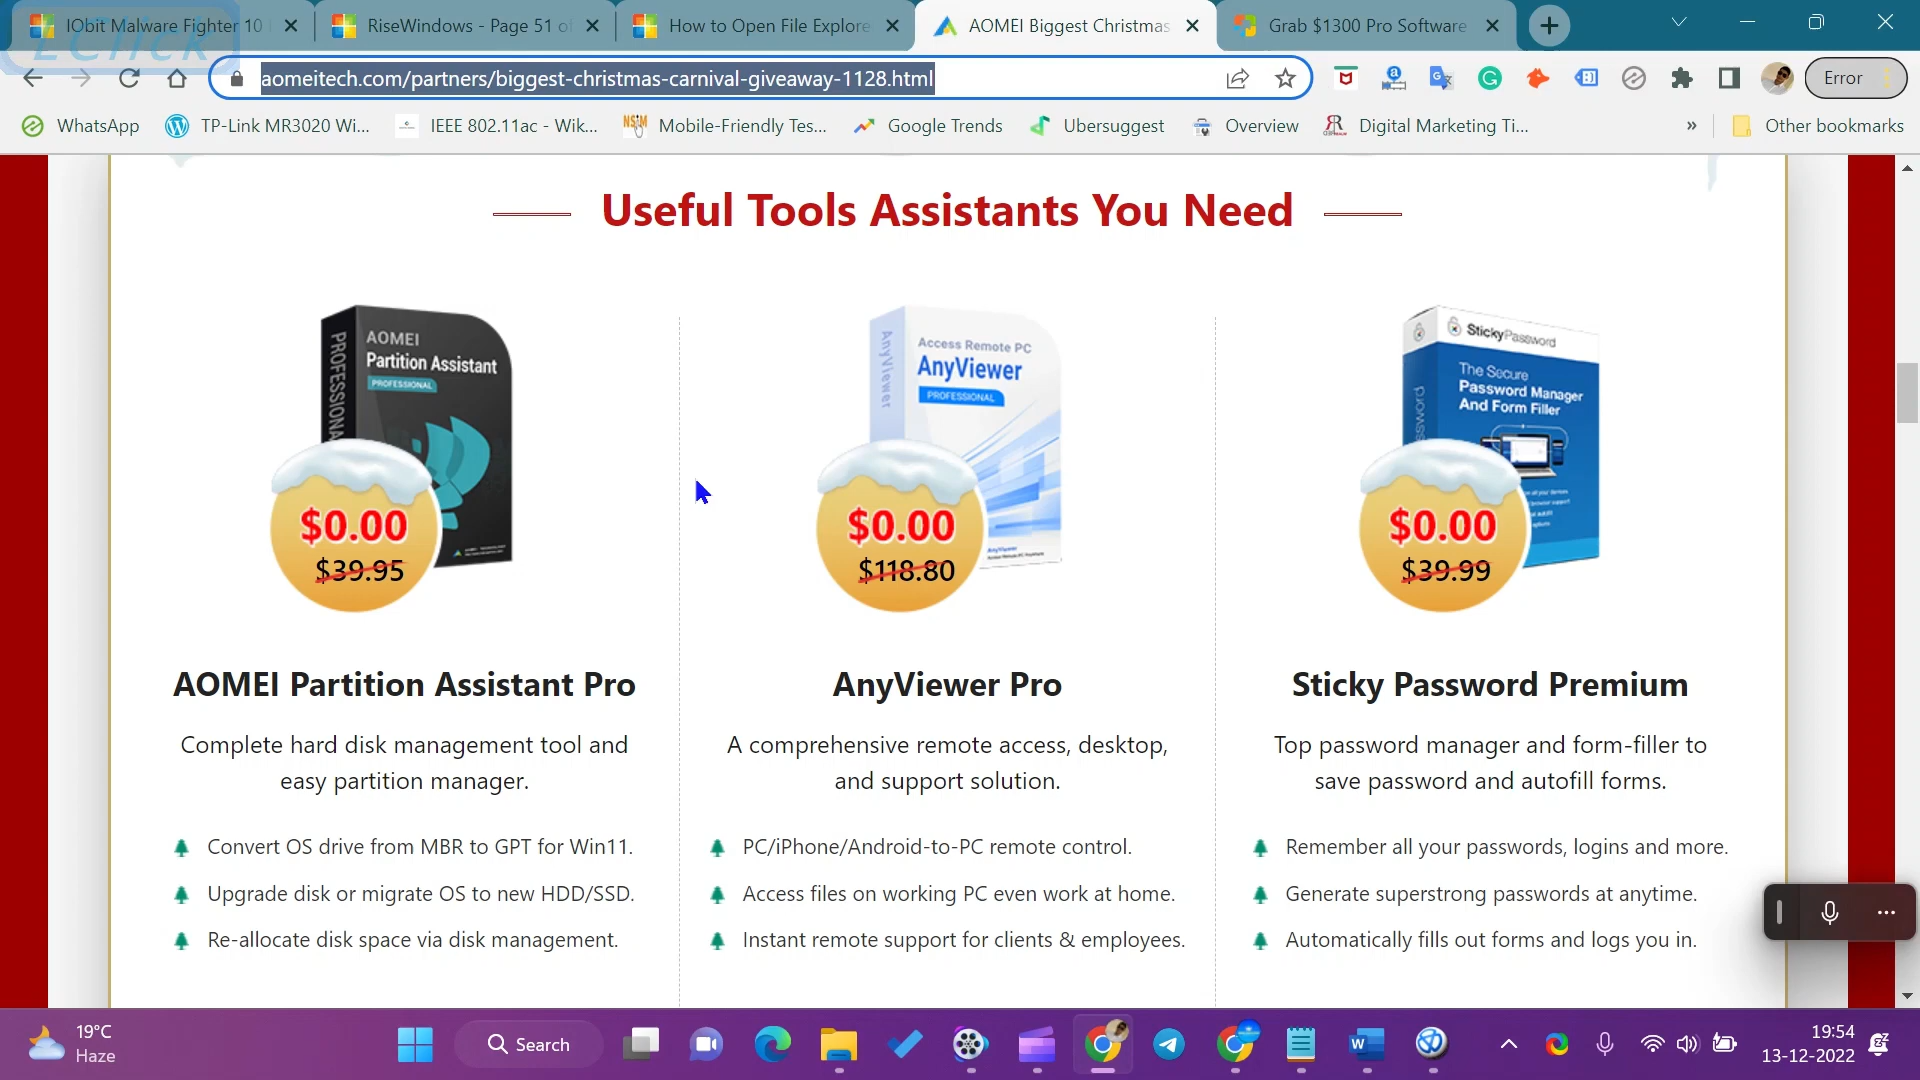 IObit Malware Fighter 10
RiseWindows - Page 51 o
How to Open File Explore
AOMEI Biggest Christmas
Grab $1300 Pro Software
LClick
aomeitech.com/partners/biggest-christmas-carnival-giveaway-1128.html
Error
WhatsApp
TP-Link MR3020 Wi...
IEEE 802.11ac - Wik...
Mobile-Friendly Tes...
Google Trends
Ubersuggest
Overview
Digital Marketing Ti...
»
Other bookmarks
Useful Tools Assistants You Need
PROFESSIONAL
AOMEI
Partition Assistant
PROFESSIONAL
$0.00
$39.95
AnyViewer
Access Remote PC
AnyViewer
PROFESSIONAL
$0.00
$118.80
StickyPassword
The Secure
Password Manager
And Form Filler
$0.00
$39.99
AOMEI Partition Assistant Pro
Complete hard disk management tool and
easy partition manager.
Convert OS drive from MBR to GPT for Win11.
Upgrade disk or migrate OS to new HDD/SSD.
Re-allocate disk space via disk management.
AnyViewer Pro
A comprehensive remote access, desktop,
and support solution.
PC/iPhone/Android-to-PC remote control.
Access files on working PC even work at home.
Instant remote support for clients & employees.
Sticky Password Premium
Top password manager and form-filler to
save password and autofill forms.
Remember all your passwords, logins and more.
Generate superstrong passwords at anytime.
Automatically fills out forms and logs you in.
19°C
Haze
Search
19:54
13-12-2022